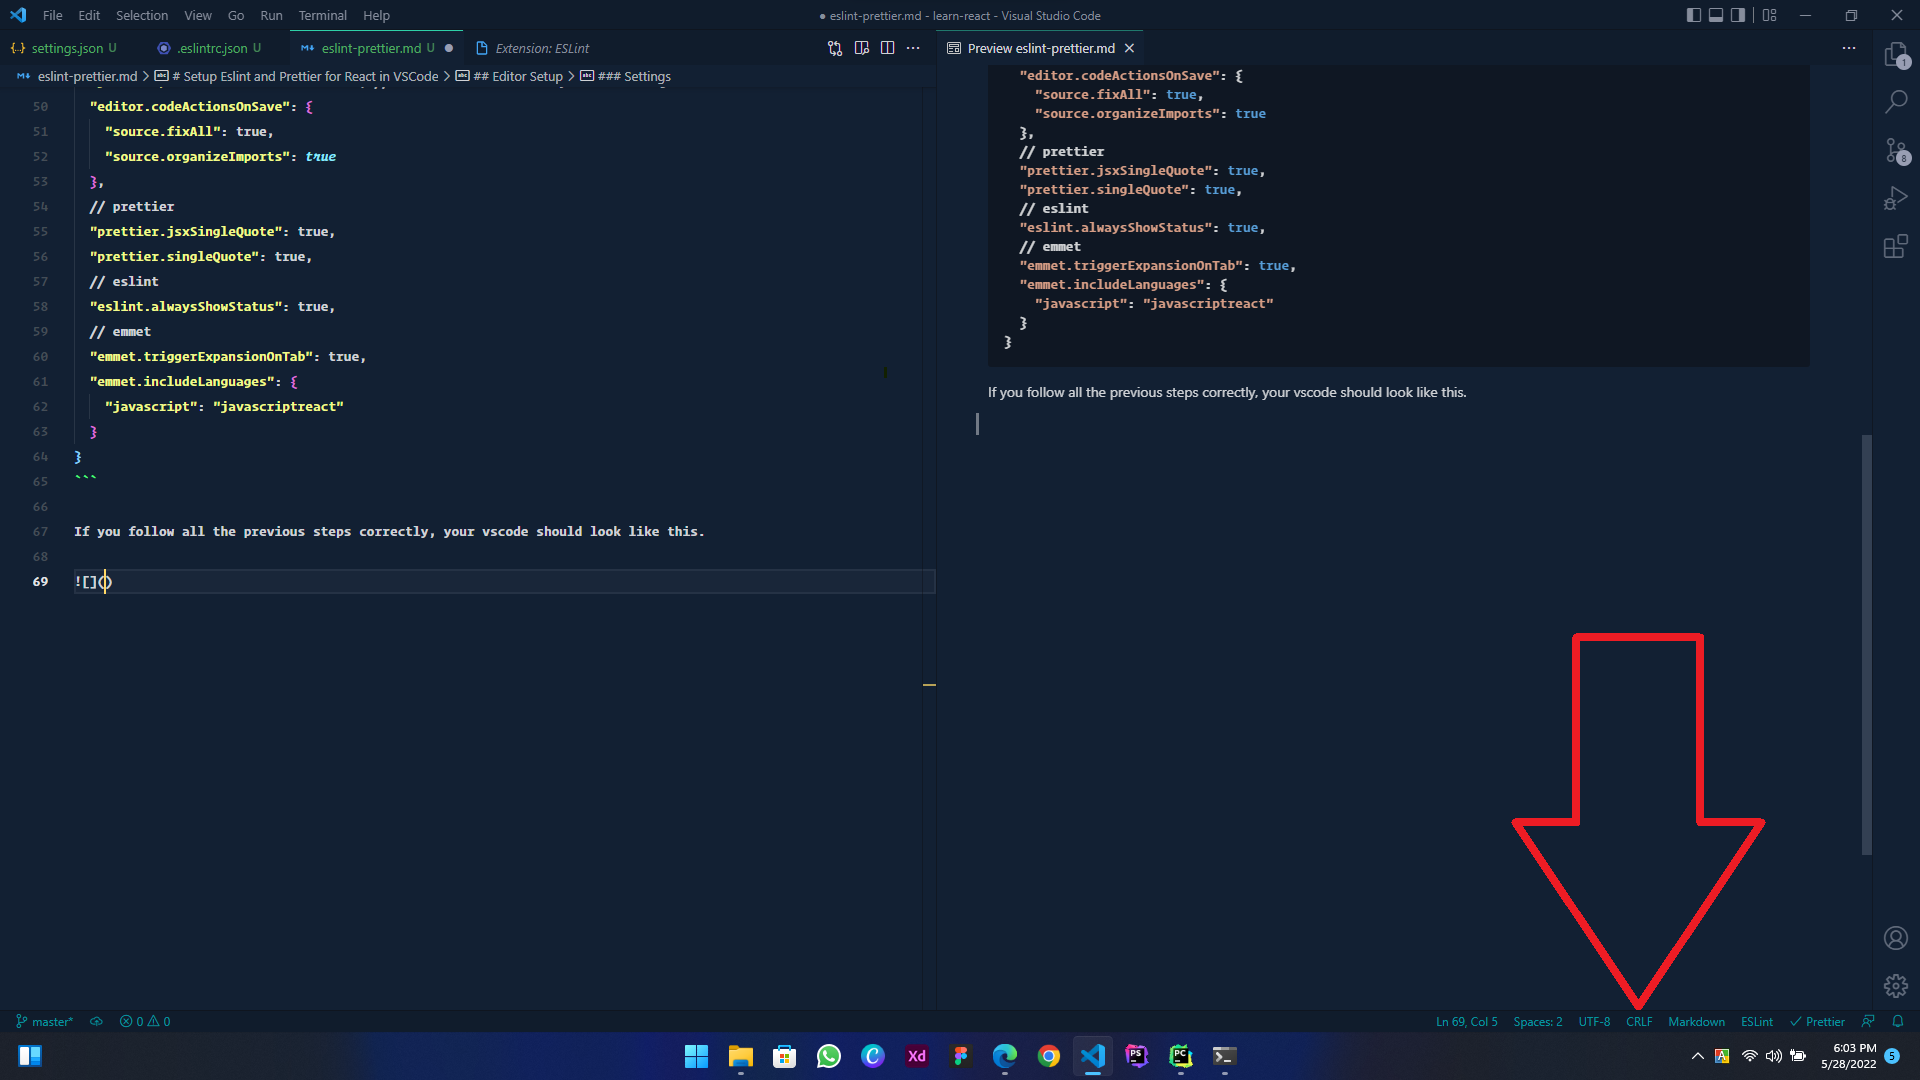 File Edit Selection View Go Run Terminal Help
● eslint-prettier.md - learn-react - Visual Studio Code
settings.json U
.eslintrc.json U
eslint-prettier.md U ●
Extension: ESLint
Preview eslint-prettier.md
eslint-prettier.md > # Setup Eslint and Prettier for React in VSCode > ## Editor Setup > ### Settings
50 "editor.codeActionsOnSave": {
51 "source.fixAll": true,
52 "source.organizeImports": true
53 },
54 // prettier
55 "prettier.jsxSingleQuote": true,
56 "prettier.singleQuote": true,
57 // eslint
58 "eslint.alwaysShowStatus": true,
59 // emmet
60 "emmet.triggerExpansionOnTab": true,
61 "emmet.includeLanguages": {
62 "javascript": "javascriptreact"
63 }
64 }
65 ```
66
67 If you follow all the previous steps correctly, your vscode should look like this.
68
69 ![]()
"editor.codeActionsOnSave": {
"source.fixAll": true,
"source.organizeImports": true
},
// prettier
"prettier.jsxSingleQuote": true,
"prettier.singleQuote": true,
// eslint
"eslint.alwaysShowStatus": true,
// emmet
"emmet.triggerExpansionOnTab": true,
"emmet.includeLanguages": {
"javascript": "javascriptreact"
}
}
If you follow all the previous steps correctly, your vscode should look like this.
1
8
master* 0 0
Ln 69, Col 5 Spaces: 2 UTF-8 CRLF Markdown ESLint Prettier
Xd
PS
PC
A
6:03 PM
5/28/2022
5